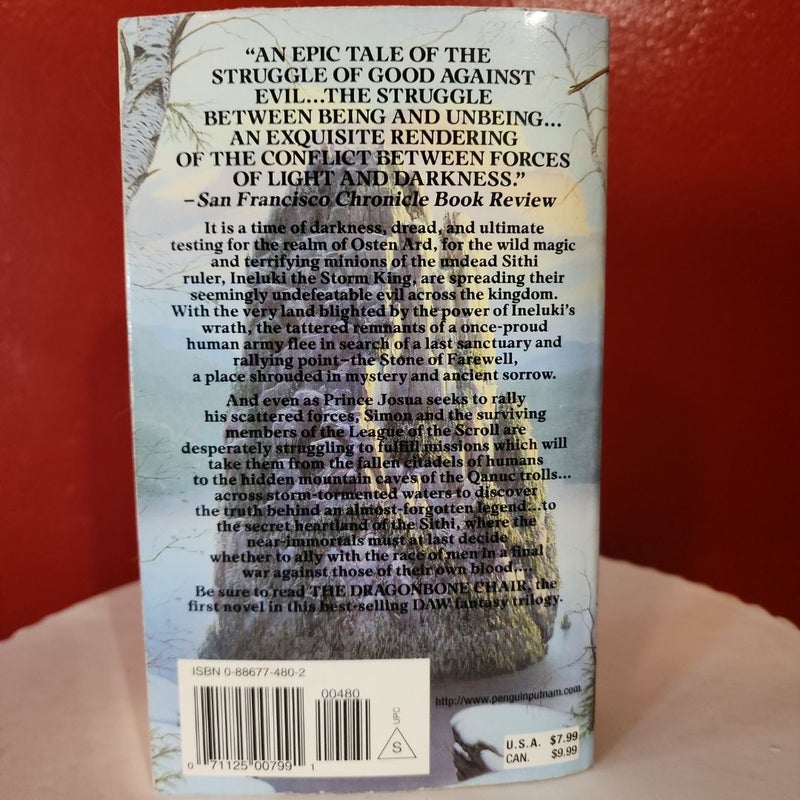 “AN EPIC TALE OF THE
STRUGGLE OF GOOD AGAINST
EVIL...THE STRUGGLE
BETWEEN BEING AND UNBEING...
AN EXQUISITE RENDERING
OF THE CONFLICT BETWEEN FORCES
OF LIGHT AND DARKNESS.”
–San Francisco Chronicle Book Review
It is a time of darkness, dread, and ultimate
testing for the realm of Osten Ard, for the wild magic
and terrifying minions of the undead Sithi
ruler, Ineluki the Storm King, are spreading their
seemingly undefeatable evil across the kingdom.
With the very land blighted by the power of Ineluki’s
wrath, the tattered remnants of a once-proud
human army flee in search of a last sanctuary and
rallying point–the Stone of Farewell,
a place shrouded in mystery and ancient sorrow.
And even as Prince Josua seeks to rally
his scattered forces, Simon and the surviving
members of the League of the Scroll are
desperately struggling to fulfill missions which will
take them from the fallen citadels of humans
to the hidden mountain caves of the Qanuc trolls...
across storm-tormented waters to discover
the truth behind an almost-forgotten legend...to
the secret heartland of the Sithi, where the
near-immortals must at last decide
whether to ally with the race of men in a final
war against those of their own blood....
Be sure to read THE DRAGONBONE CHAIR, the
first novel in this best-selling DAW fantasy trilogy.
ISBN 0-88677-480-2
00480
UPC
S
0 71125 00799 1
http://www.penguinputnam.com
U.S.A. $7.99
CAN. $9.99